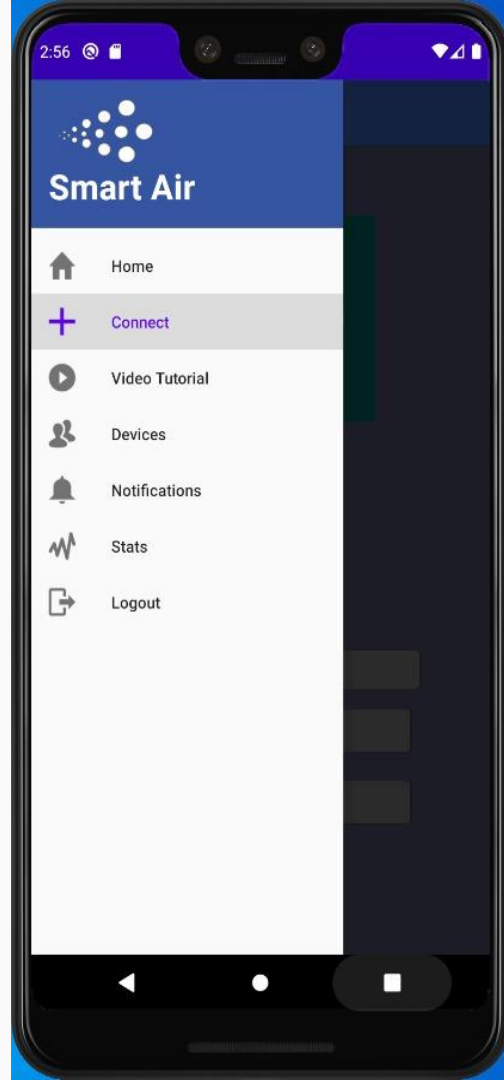 2:56
Smart Air
Home
Connect
Video Tutorial
Devices
Notifications
Stats
Logout